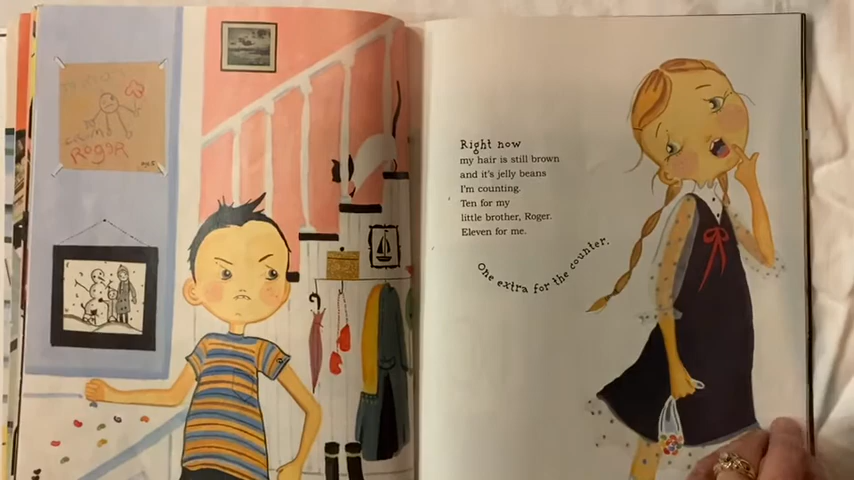 Roger
Right now
my hair is still brown
and it's jelly beans
I'm counting.
Ten for my
little brother, Roger.
Eleven for me.
One extra for the counter.